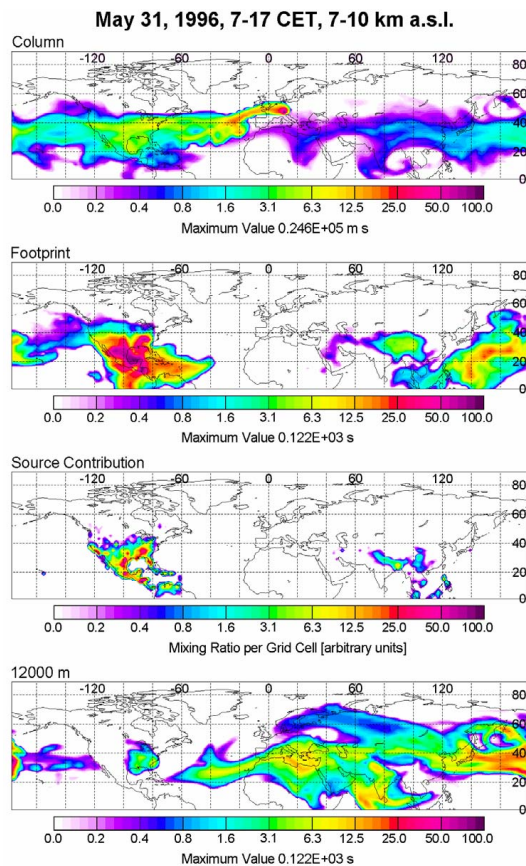 May 31, 1996, 7-17 CET, 7-10 km a.s.l.
Column
-120 -60 0 60 120
80
60
40
20
0
0.0 0.2 0.4 0.8 1.6 3.1 6.3 12.5 25.0 50.0 100.0
Maximum Value 0.246E+05 m s
Footprint
-120 -60 0 60 120
80
60
40
20
0
0.0 0.2 0.4 0.8 1.6 3.1 6.3 12.5 25.0 50.0 100.0
Maximum Value 0.122E+03 s
Source Contribution
-120 -60 0 60 120
80
60
40
20
0
0.0 0.2 0.4 0.8 1.6 3.1 6.3 12.5 25.0 50.0 100.0
Mixing Ratio per Grid Cell [arbitrary units]
12000 m
-120 -60 0 60 120
80
60
40
20
0
0.0 0.2 0.4 0.8 1.6 3.1 6.3 12.5 25.0 50.0 100.0
Maximum Value 0.122E+03 s